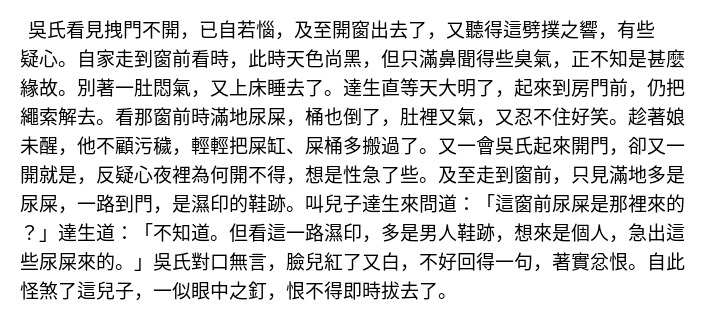 吳氏看見拽門不開，已自若惱，及至開窗出去了，又聽得這劈撲之響，有些
疑心。自家走到窗前看時，此時天色尚黑，但只滿鼻聞得些臭氣，正不知是甚麼
緣故。別著一肚悶氣，又上床睡去了。達生直等天大明了，起來到房門前，仍把
繩索解去。看那窗前時滿地尿屎，桶也倒了，肚裡又氣，又忍不住好笑。趁著娘
未醒，他不顧污穢，輕輕把屎缸、屎桶多搬過了。又一會吳氏起來開門，卻又一
開就是，反疑心夜裡為何開不得，想是性急了些。及至走到窗前，只見滿地多是
尿屎，一路到門，是濕印的鞋跡。叫兒子達生來問道：「這窗前尿屎是那裡來的
？」達生道：「不知道。但看這一路濕印，多是男人鞋跡，想來是個人，急出這
些尿屎來的。」吳氏對口無言，臉兒紅了又白，不好回得一句，著實忿恨。自此
怪煞了這兒子，一似眼中之釘，恨不得即時拔去了。